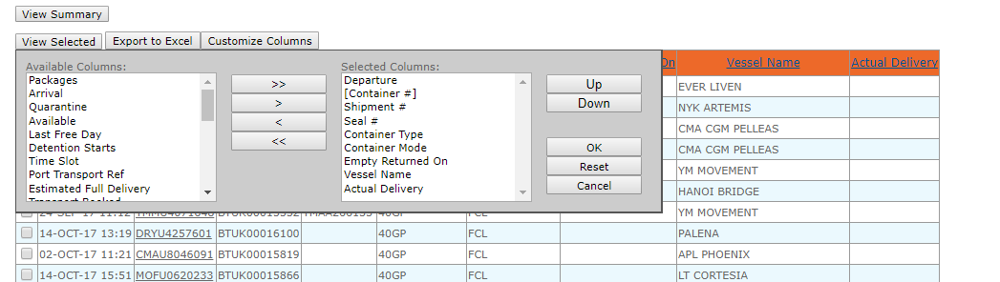 View Summary
View Selected Export to Excel Customize Columns
Available Columns: Selected Columns: On Vessel Name Actual Delivery
Packages >> Departure Up EVER LIVEN
Arrival [Container #]
Quarantine > Shipment # Down NYK ARTEMIS
Available < Seal # CMA CGM PELLEAS
Last Free Day Container Type
Detention Starts << Container Mode OK CMA CGM PELLEAS
Time Slot Empty Returned On Reset YM MOVEMENT
Port Transport Ref Vessel Name
Estimated Full Delivery Actual Delivery Cancel HANOI BRIDGE
Transport Booked
24-SEP-17 11:12 40GP FCL YM MOVEMENT
14-OCT-17 13:19 DRYU4257601 BTUK00016100 40GP FCL PALENA
02-OCT-17 11:21 CMAU8046091 BTUK00015819 40GP FCL APL PHOENIX
14-OCT-17 15:51 MOFU0620233 BTUK00015866 40GP FCL LT CORTESIA